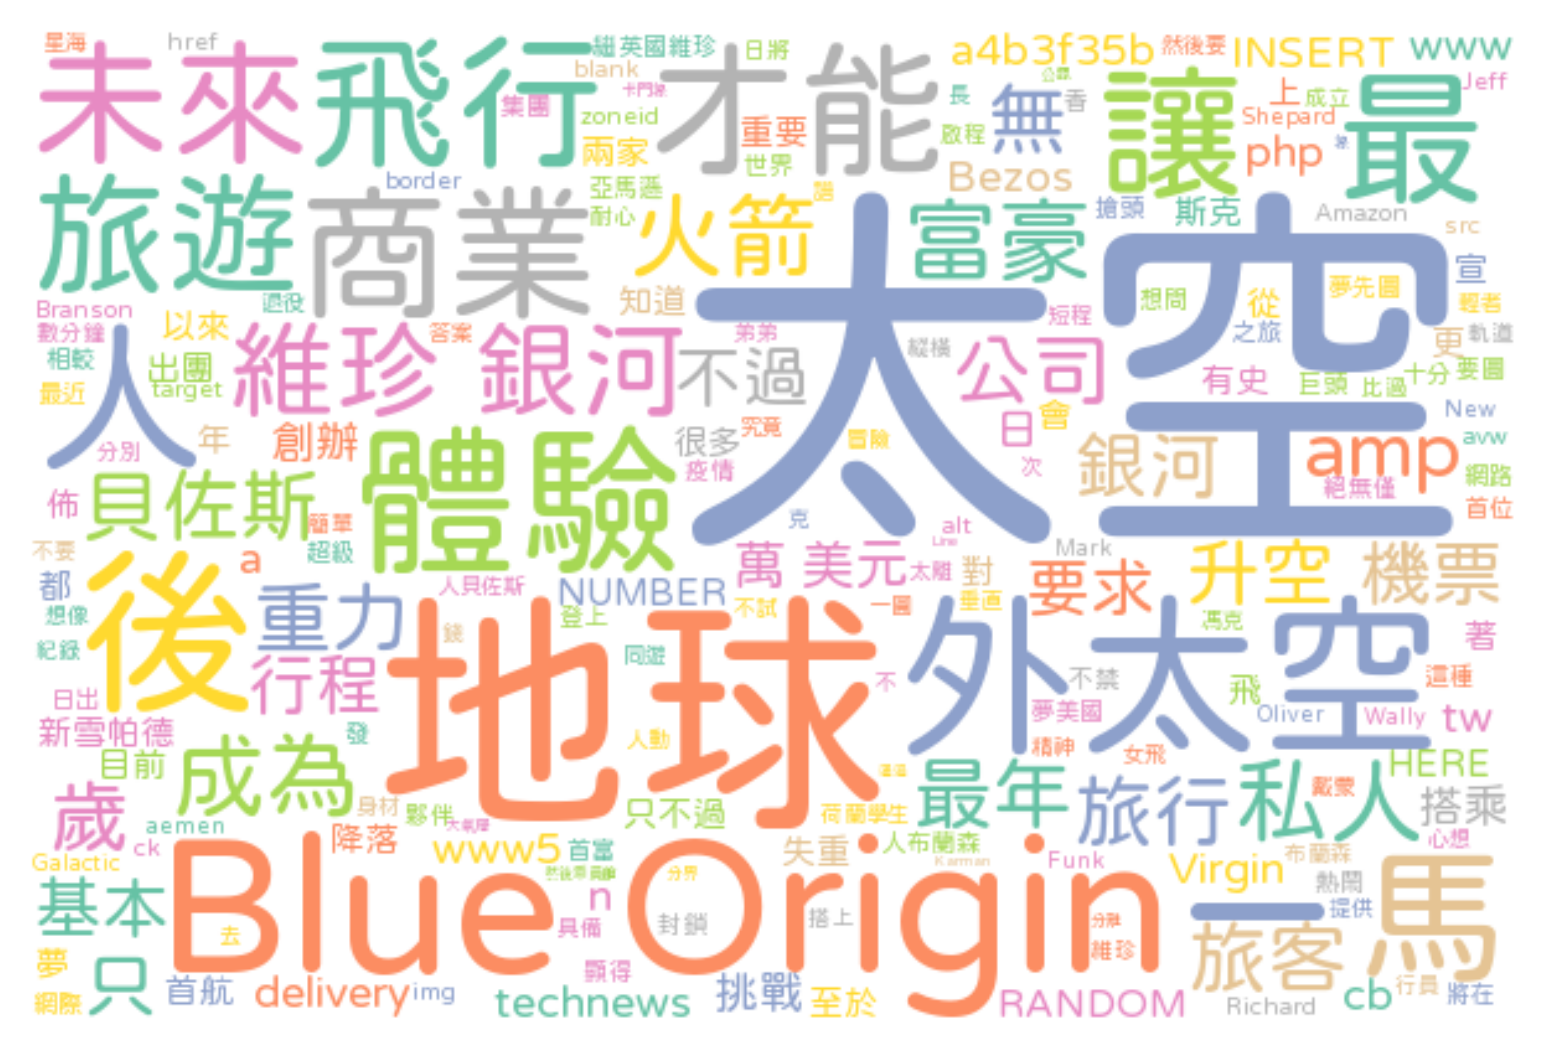 星海 href 繼 英國維珍 日將 a4b3f35b 然後要 INSERT www
未來 飛行 才能 讓 最
blank 集團 zoneid 兩家 重要 世界 長 啟程 無 香 上 成立 Jeff
Shepard php Bezos
border 亞馬遜 耐心
旅遊 商業 火箭 富豪 搶頭 斯克 Amazon src
太空
Branson 數分鐘 退役 以來 答案 知道 弟弟 短程 想問 從 夢先圓 宣 輕者
相較 出團 target 最近 之旅 更 軌道
人 維珍 銀河 不過 縱橫 公司 有史 巨頭 比過 十分 要圓
New avw
分別 年 創辦 很多 究竟 冒險 日 會 疫情 次 銀河 amp 絕無僅 網路 首位
佈 貝佐斯 簡單 體驗 克 alt Line
不要 都 a 超級 人貝佐斯 NUMBER 萬 美元 太離 對 Mark 要求 升空 機票
想像 紀錄 後 重力 錢 登上 不試 一圓 垂直 馮克 著
地球 外太空
日出 行程 同遊 不 不禁 飛 這種
新雪帕德 發 人動 夢美國 精神 女飛 Oliver Wally tw
目前 成為 最年 旅行 私人 HERE
歲 身材 夥伴 只不過 荷蘭學生 戴蒙 搭乘
aemen ck 降落 大氣層 www5 首富 失重 人布蘭森 Funk Virgin 布蘭森 心想
Galactic 分界 Karman 熱鬧
基本 Blue Origin 一 提供 馬
去 n 具備 封鎖 搭上 分離 維珍 旅客
夢 只 首航 delivery img 顯得 挑戰 至於 cb 行員 將在
網際 technews RANDOM Richard